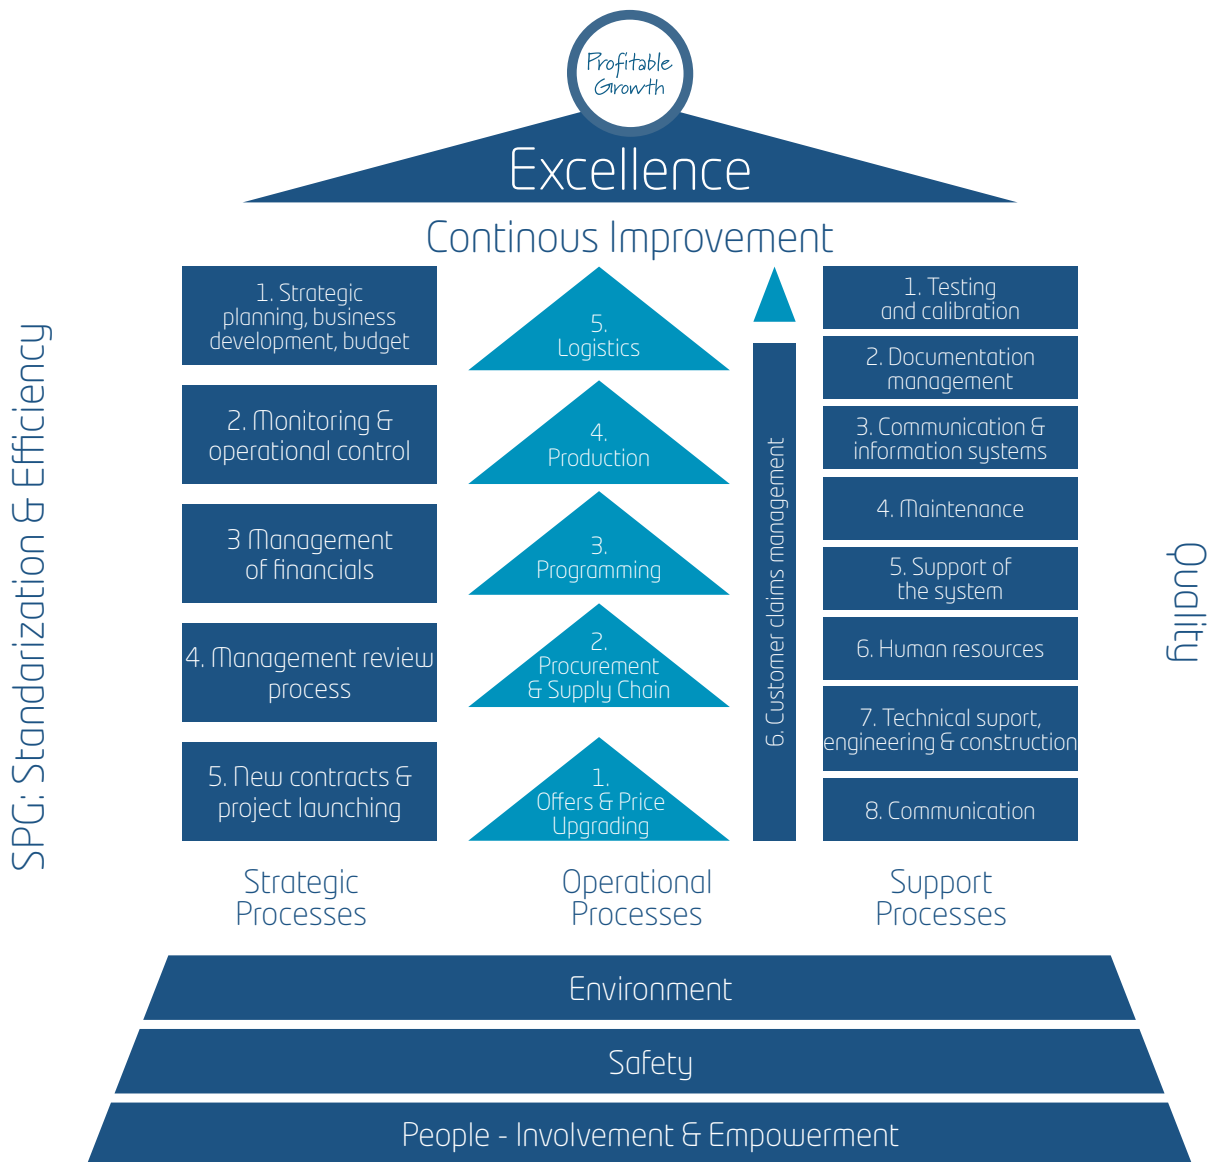 Profitable
Growth
Excellence
Continous Improvement
SPG: Standarization & Efficiency
1. Strategic
planning, business
development, budget
2. Monitoring &
operational control
3 Management
of financials
4. Management review
process
5. New contracts &
project launching
Strategic
Processes
5.
Logistics
4.
Production
3.
Programming
2.
Procurement
& Supply Chain
1.
Offers & Price
Upgrading
6. Customer claims management
Operational
Processes
1. Testing
and calibration
2. Documentation
management
3. Communication &
information systems
4. Maintenance
5. Support of
the system
6. Human resources
7. Technical suport,
engineering & construction
8. Communication
Support
Processes
Quality
Environment
Safety
People - Involvement & Empowerment